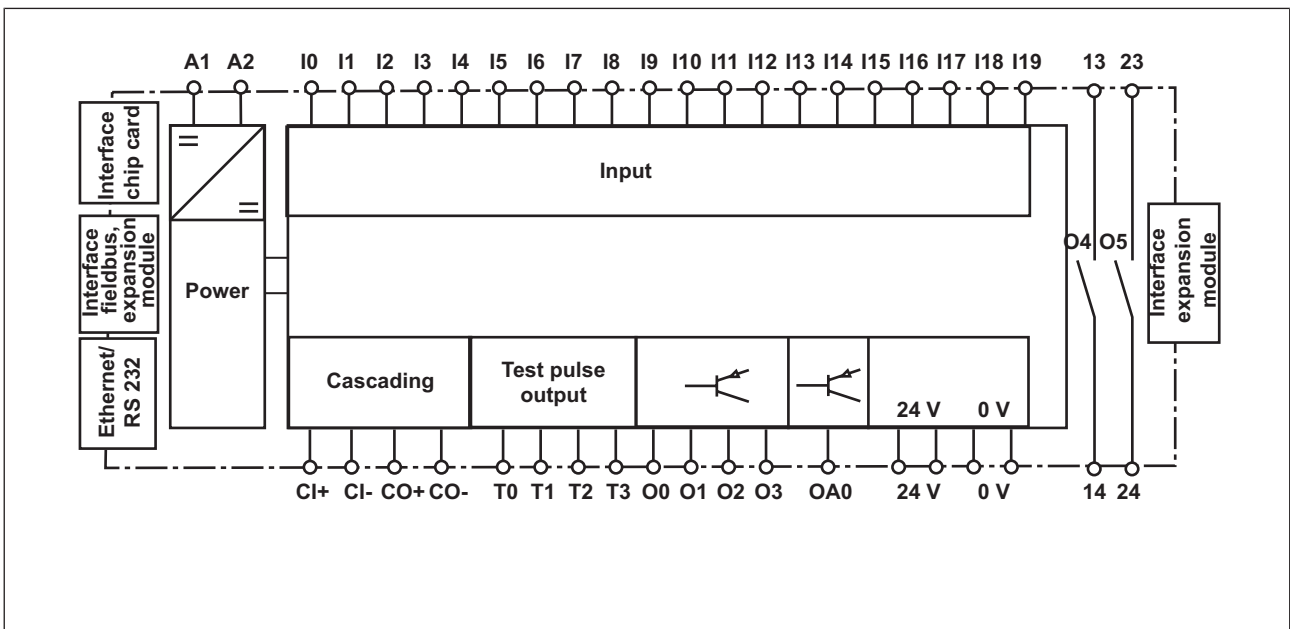 A1 A2 I0 I1 I2 I3 I4 I5 I6 I7 I8 I9 I10 I11 I12 I13 I14 I15 I16 I17 I18 I19 13 23
Interface
chip card
Interface
fieldbus,
expansion
module
Ethernet/
RS 232
Power
Input
O4 O5
Interface
expansion
module
Cascading
Test pulse
output
24 V 0 V
CI+ CI- CO+ CO- T0 T1 T2 T3 O0 O1 O2 O3 OA0 24 V 0 V 14 24